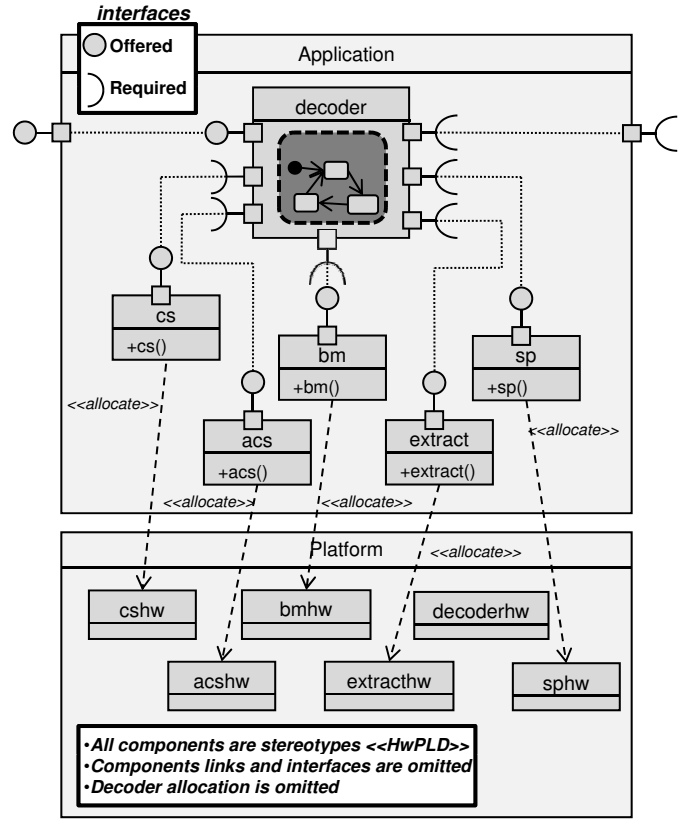 interfaces
Offered
Required
Application
decoder
cs
+cs()
bm
+bm()
sp
+sp()
<<allocate>>
<<allocate>>
acs
+acs()
extract
+extract()
<<allocate>>
<<allocate>>
Platform
<<allocate>>
cshw
bmhw
decoderhw
acshw
extracthw
sphw
•All components are stereotypes <<HwPLD>>
•Components links and interfaces are omitted
•Decoder allocation is omitted